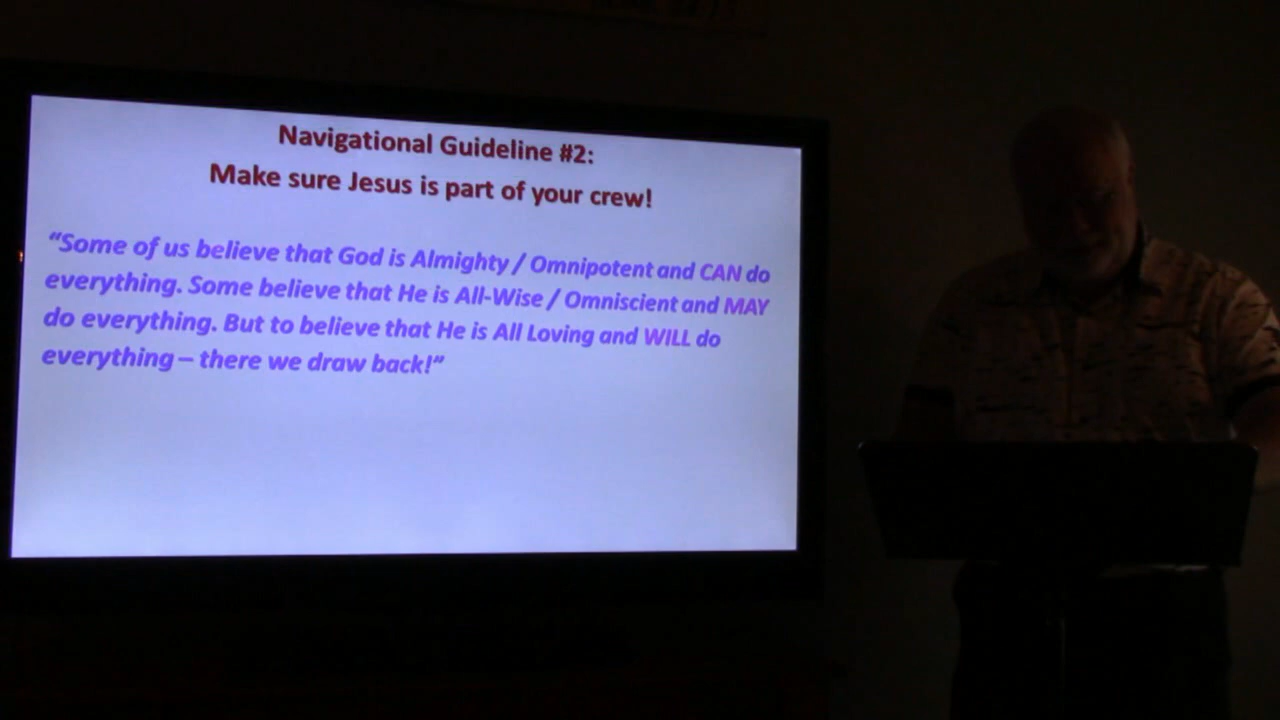 Navigational Guideline #2:
Make sure Jesus is part of your crew!
“Some of us believe that God is Almighty / Omnipotent and CAN do
everything. Some believe that He is All-Wise / Omniscient and MAY
do everything. But to believe that He is All Loving and WILL do
everything – there we draw back!”